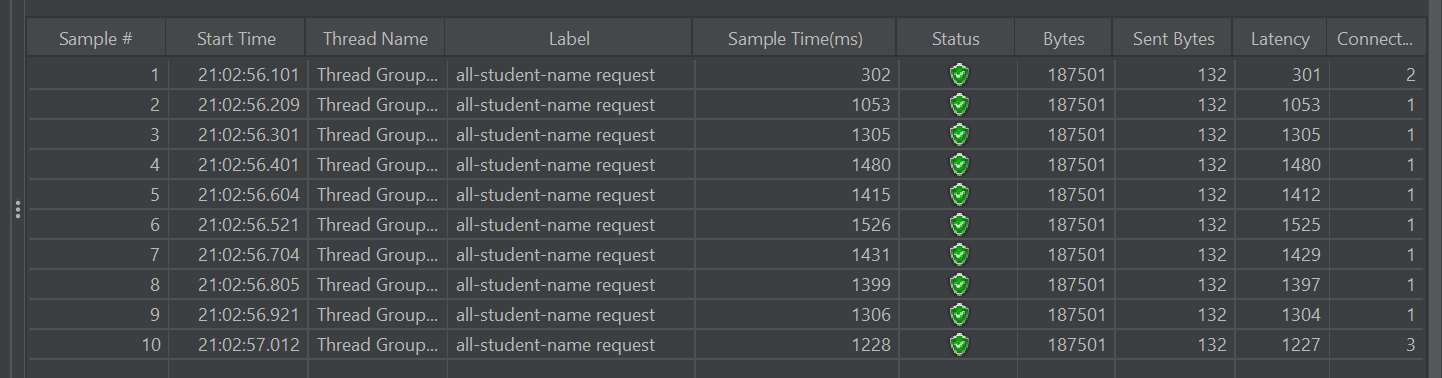 Sample # Start Time Thread Name Label Sample Time(ms) Status Bytes Sent Bytes Latency Connect...
1 21:02:56.101 Thread Group... all-student-name request 302 187501 132 301 2
2 21:02:56.209 Thread Group... all-student-name request 1053 187501 132 1053 1
3 21:02:56.301 Thread Group... all-student-name request 1305 187501 132 1305 1
4 21:02:56.401 Thread Group... all-student-name request 1480 187501 132 1480 1
5 21:02:56.604 Thread Group... all-student-name request 1415 187501 132 1412 1
6 21:02:56.521 Thread Group... all-student-name request 1526 187501 132 1525 1
7 21:02:56.704 Thread Group... all-student-name request 1431 187501 132 1429 1
8 21:02:56.805 Thread Group... all-student-name request 1399 187501 132 1397 1
9 21:02:56.921 Thread Group... all-student-name request 1306 187501 132 1304 1
10 21:02:57.012 Thread Group... all-student-name request 1228 187501 132 1227 3